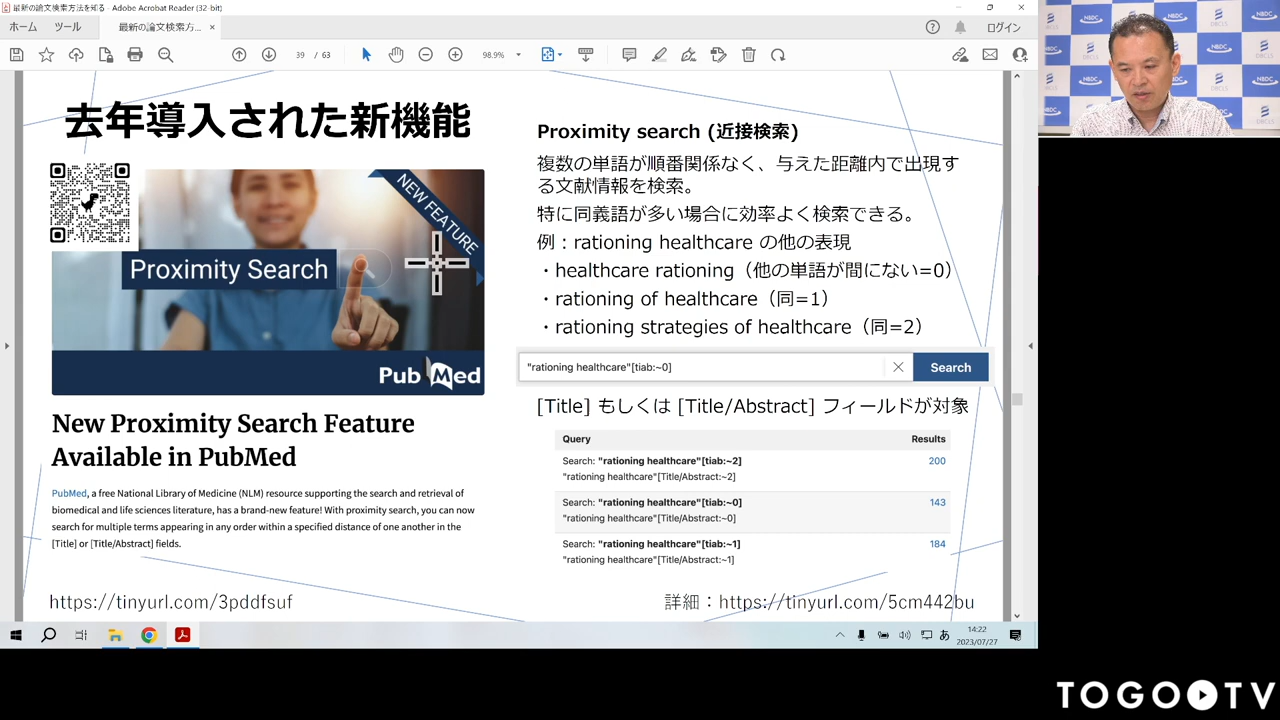 最新の論文検索方法を知る - Adobe Acrobat Reader (32-bit)
ホーム ツール 最新の論文検索方... × ログイン
39 / 63 98.9%
去年導入された新機能
NEW FEATURE
Proximity Search
PubMed
New Proximity Search Feature
Available in PubMed
PubMed, a free National Library of Medicine (NLM) resource supporting the search and retrieval of
biomedical and life sciences literature, has a brand-new feature! With proximity search, you can now
search for multiple terms appearing in any order within a specified distance of one another in the
[Title] or [Title/Abstract] fields.
https://tinyurl.com/3pddfsuf
Proximity search (近接検索)
複数の単語が順番関係なく、与えた距離内で出現す
る文献情報を検索。
特に同義語が多い場合に効率よく検索できる。
例：rationing healthcare の他の表現
・healthcare rationing（他の単語が間にない=0）
・rationing of healthcare（同=1）
・rationing strategies of healthcare（同=2）
"rationing healthcare"[tiab:~0] Search
[Title] もしくは [Title/Abstract] フィールドが対象
Query Results
Search: "rationing healthcare"[tiab:~2] 200
"rationing healthcare"[Title/Abstract:~2]
Search: "rationing healthcare"[tiab:~0] 143
"rationing healthcare"[Title/Abstract:~0]
Search: "rationing healthcare"[tiab:~1] 184
"rationing healthcare"[Title/Abstract:~1]
詳細：https://tinyurl.com/5cm442bu
あ
14:22
2023/07/27
NBDC
DBCLS
TOGO TV